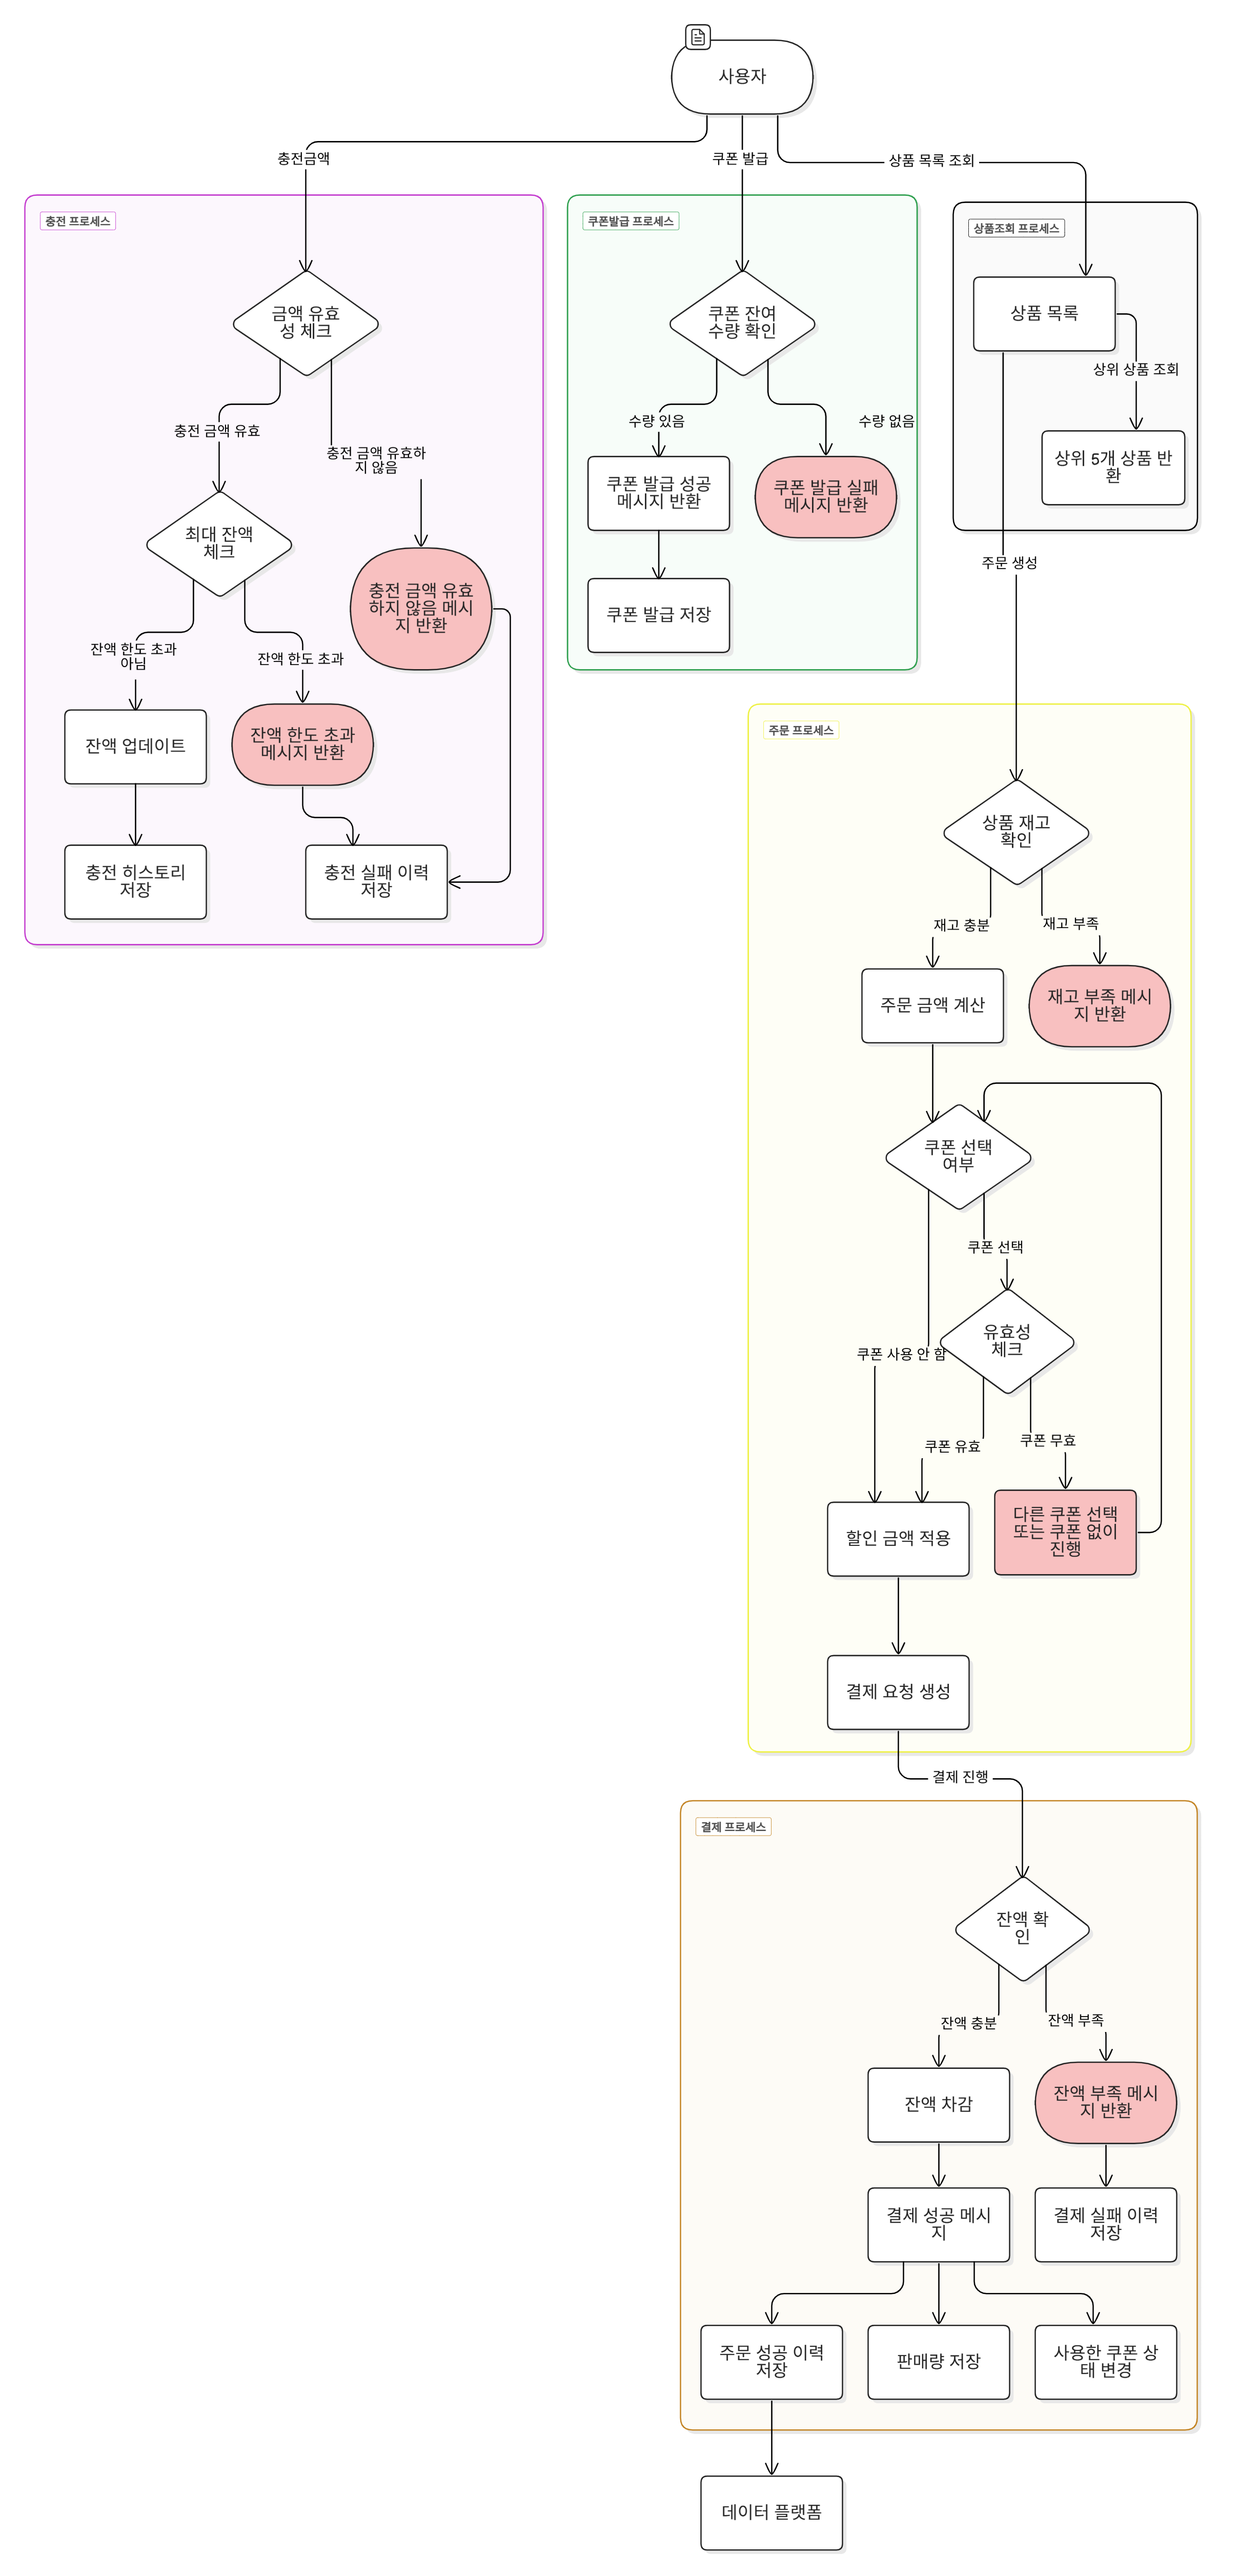 사용자
충전금액
쿠폰 발급
상품 목록 조회
충전 프로세스
금액 유효
성 체크
충전 금액 유효
충전 금액 유효하
지 않음
최대 잔액
체크
충전 금액 유효
하지 않음 메시
지 반환
잔액 한도 초과
아님
잔액 한도 초과
잔액 업데이트
잔액 한도 초과
메시지 반환
충전 히스토리
저장
충전 실패 이력
저장
쿠폰발급 프로세스
쿠폰 잔여
수량 확인
수량 있음
수량 없음
쿠폰 발급 성공
메시지 반환
쿠폰 발급 실패
메시지 반환
쿠폰 발급 저장
상품조회 프로세스
상품 목록
상위 상품 조회
상위 5개 상품 반
환
주문 생성
주문 프로세스
상품 재고
확인
재고 충분
재고 부족
주문 금액 계산
재고 부족 메시
지 반환
쿠폰 선택
여부
쿠폰 선택
유효성
체크
쿠폰 사용 안 함
쿠폰 유효
쿠폰 무효
할인 금액 적용
다른 쿠폰 선택
또는 쿠폰 없이
진행
결제 요청 생성
결제 진행
결제 프로세스
잔액 확
인
잔액 충분
잔액 부족
잔액 차감
잔액 부족 메시
지 반환
결제 성공 메시
지
결제 실패 이력
저장
주문 성공 이력
저장
판매량 저장
사용한 쿠폰 상
태 변경
데이터 플랫폼